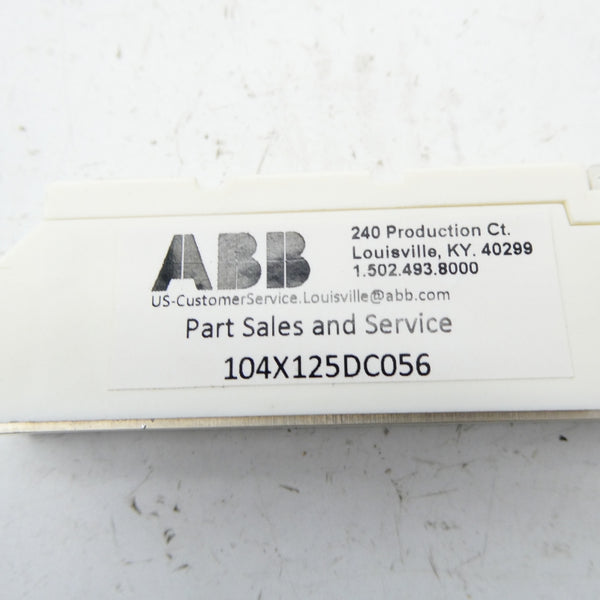 ABB
240 Production Ct.
Louisville, KY. 40299
1.502.493.8000
US-CustomerService.Louisville@abb.com
Part Sales and Service
104X125DC056